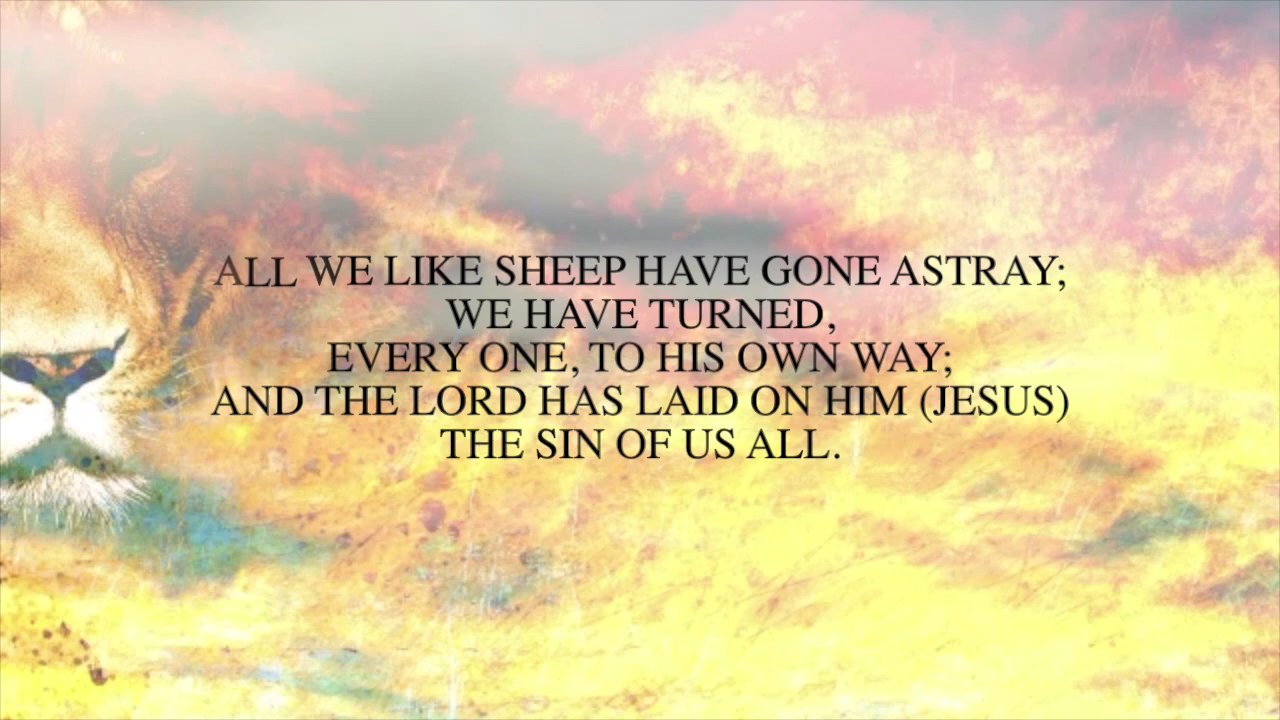 ALL WE LIKE SHEEP HAVE GONE ASTRAY;
WE HAVE TURNED,
EVERY ONE, TO HIS OWN WAY;
AND THE LORD HAS LAID ON HIM (JESUS)
THE SIN OF US ALL.